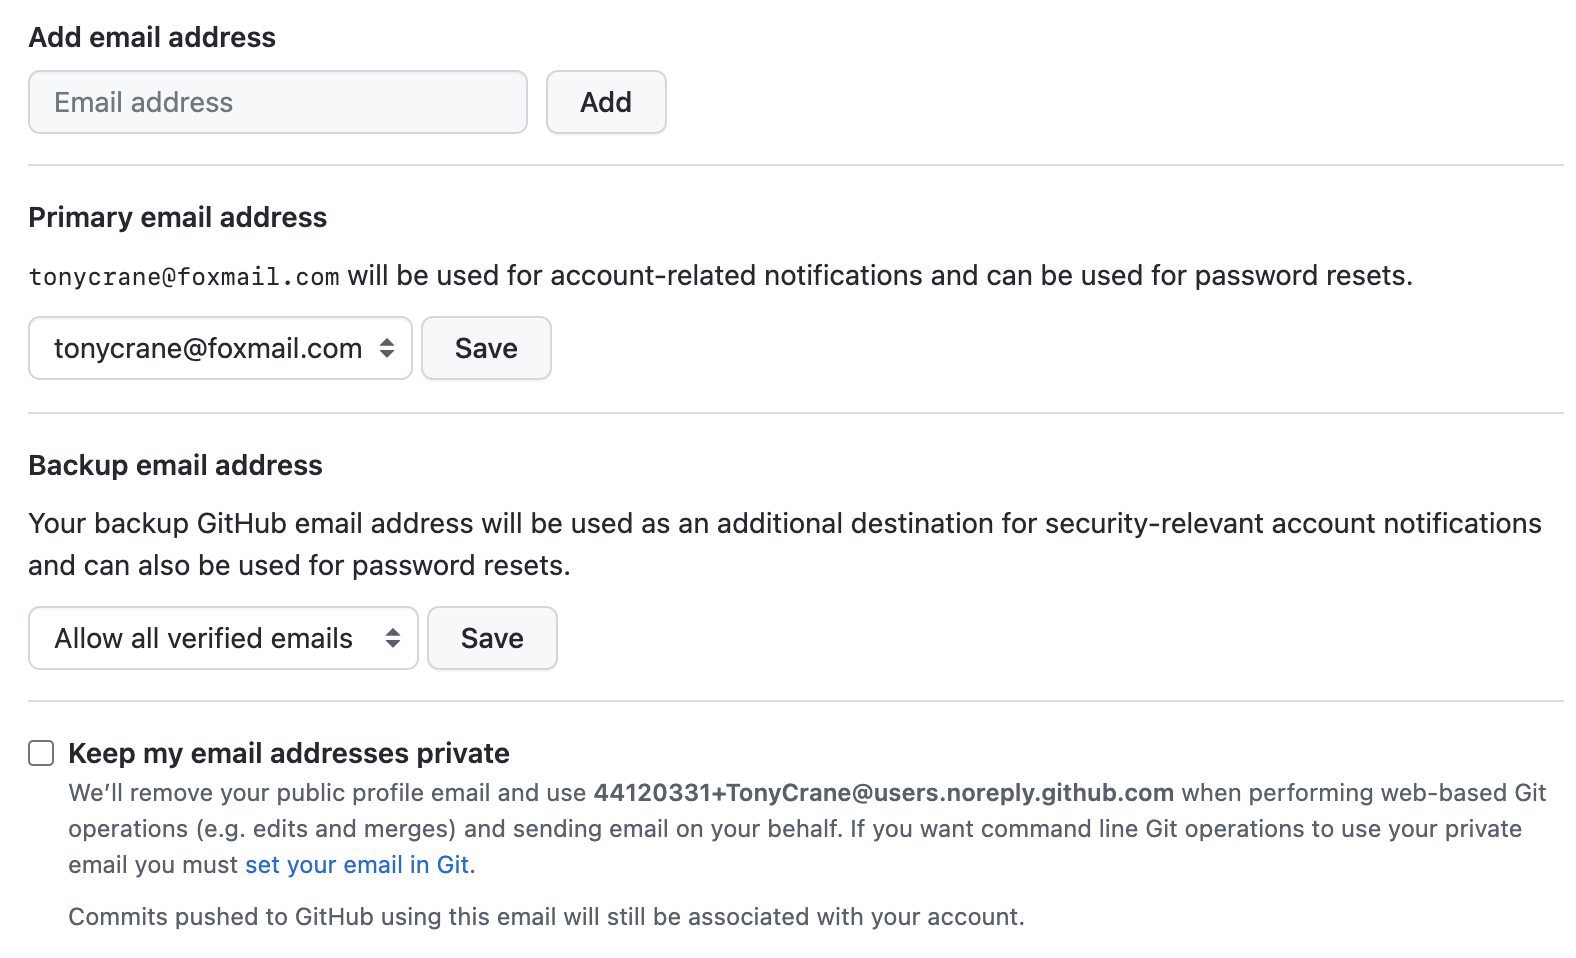 Add email address
Email address
Add
Primary email address
tonycrane@foxmail.com will be used for account-related notifications and can be used for password resets.
tonycrane@foxmail.com
Save
Backup email address
Your backup GitHub email address will be used as an additional destination for security-relevant account notifications
and can also be used for password resets.
Allow all verified emails
Save
Keep my email addresses private
We’ll remove your public profile email and use 44120331+TonyCrane@users.noreply.github.com when performing web-based Git
operations (e.g. edits and merges) and sending email on your behalf. If you want command line Git operations to use your private
email you must set your email in Git.
Commits pushed to GitHub using this email will still be associated with your account.